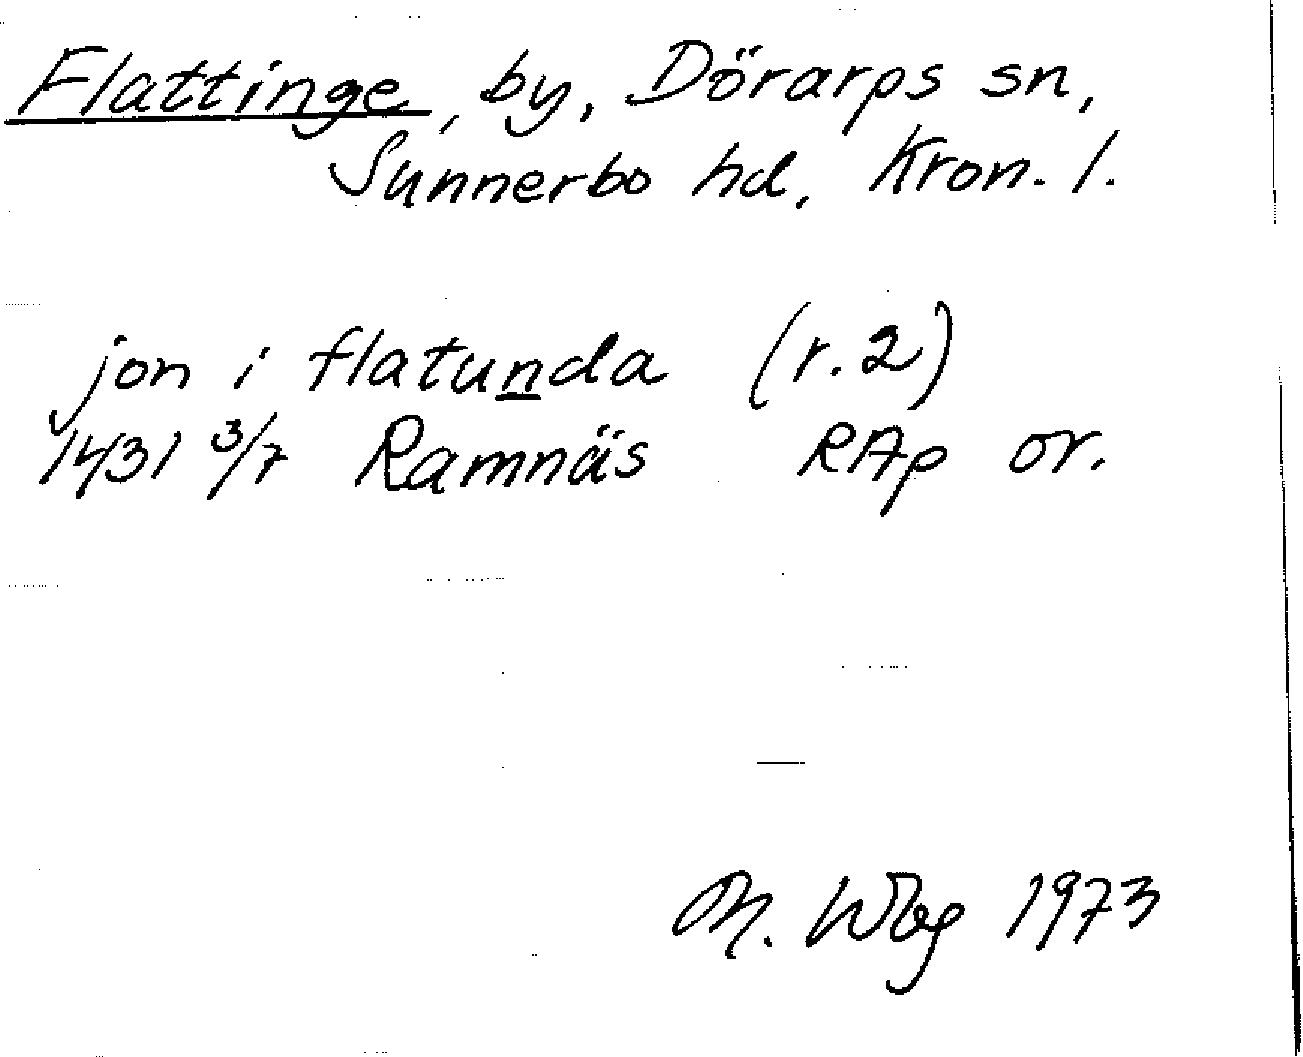 Flattinge, by, Dörarps sn,
Sunnerbo hd, Kron. l.
jon i flatunda (r. 2)
1431 3/7 Ramnäs RAp or.
M. Wbg 1973